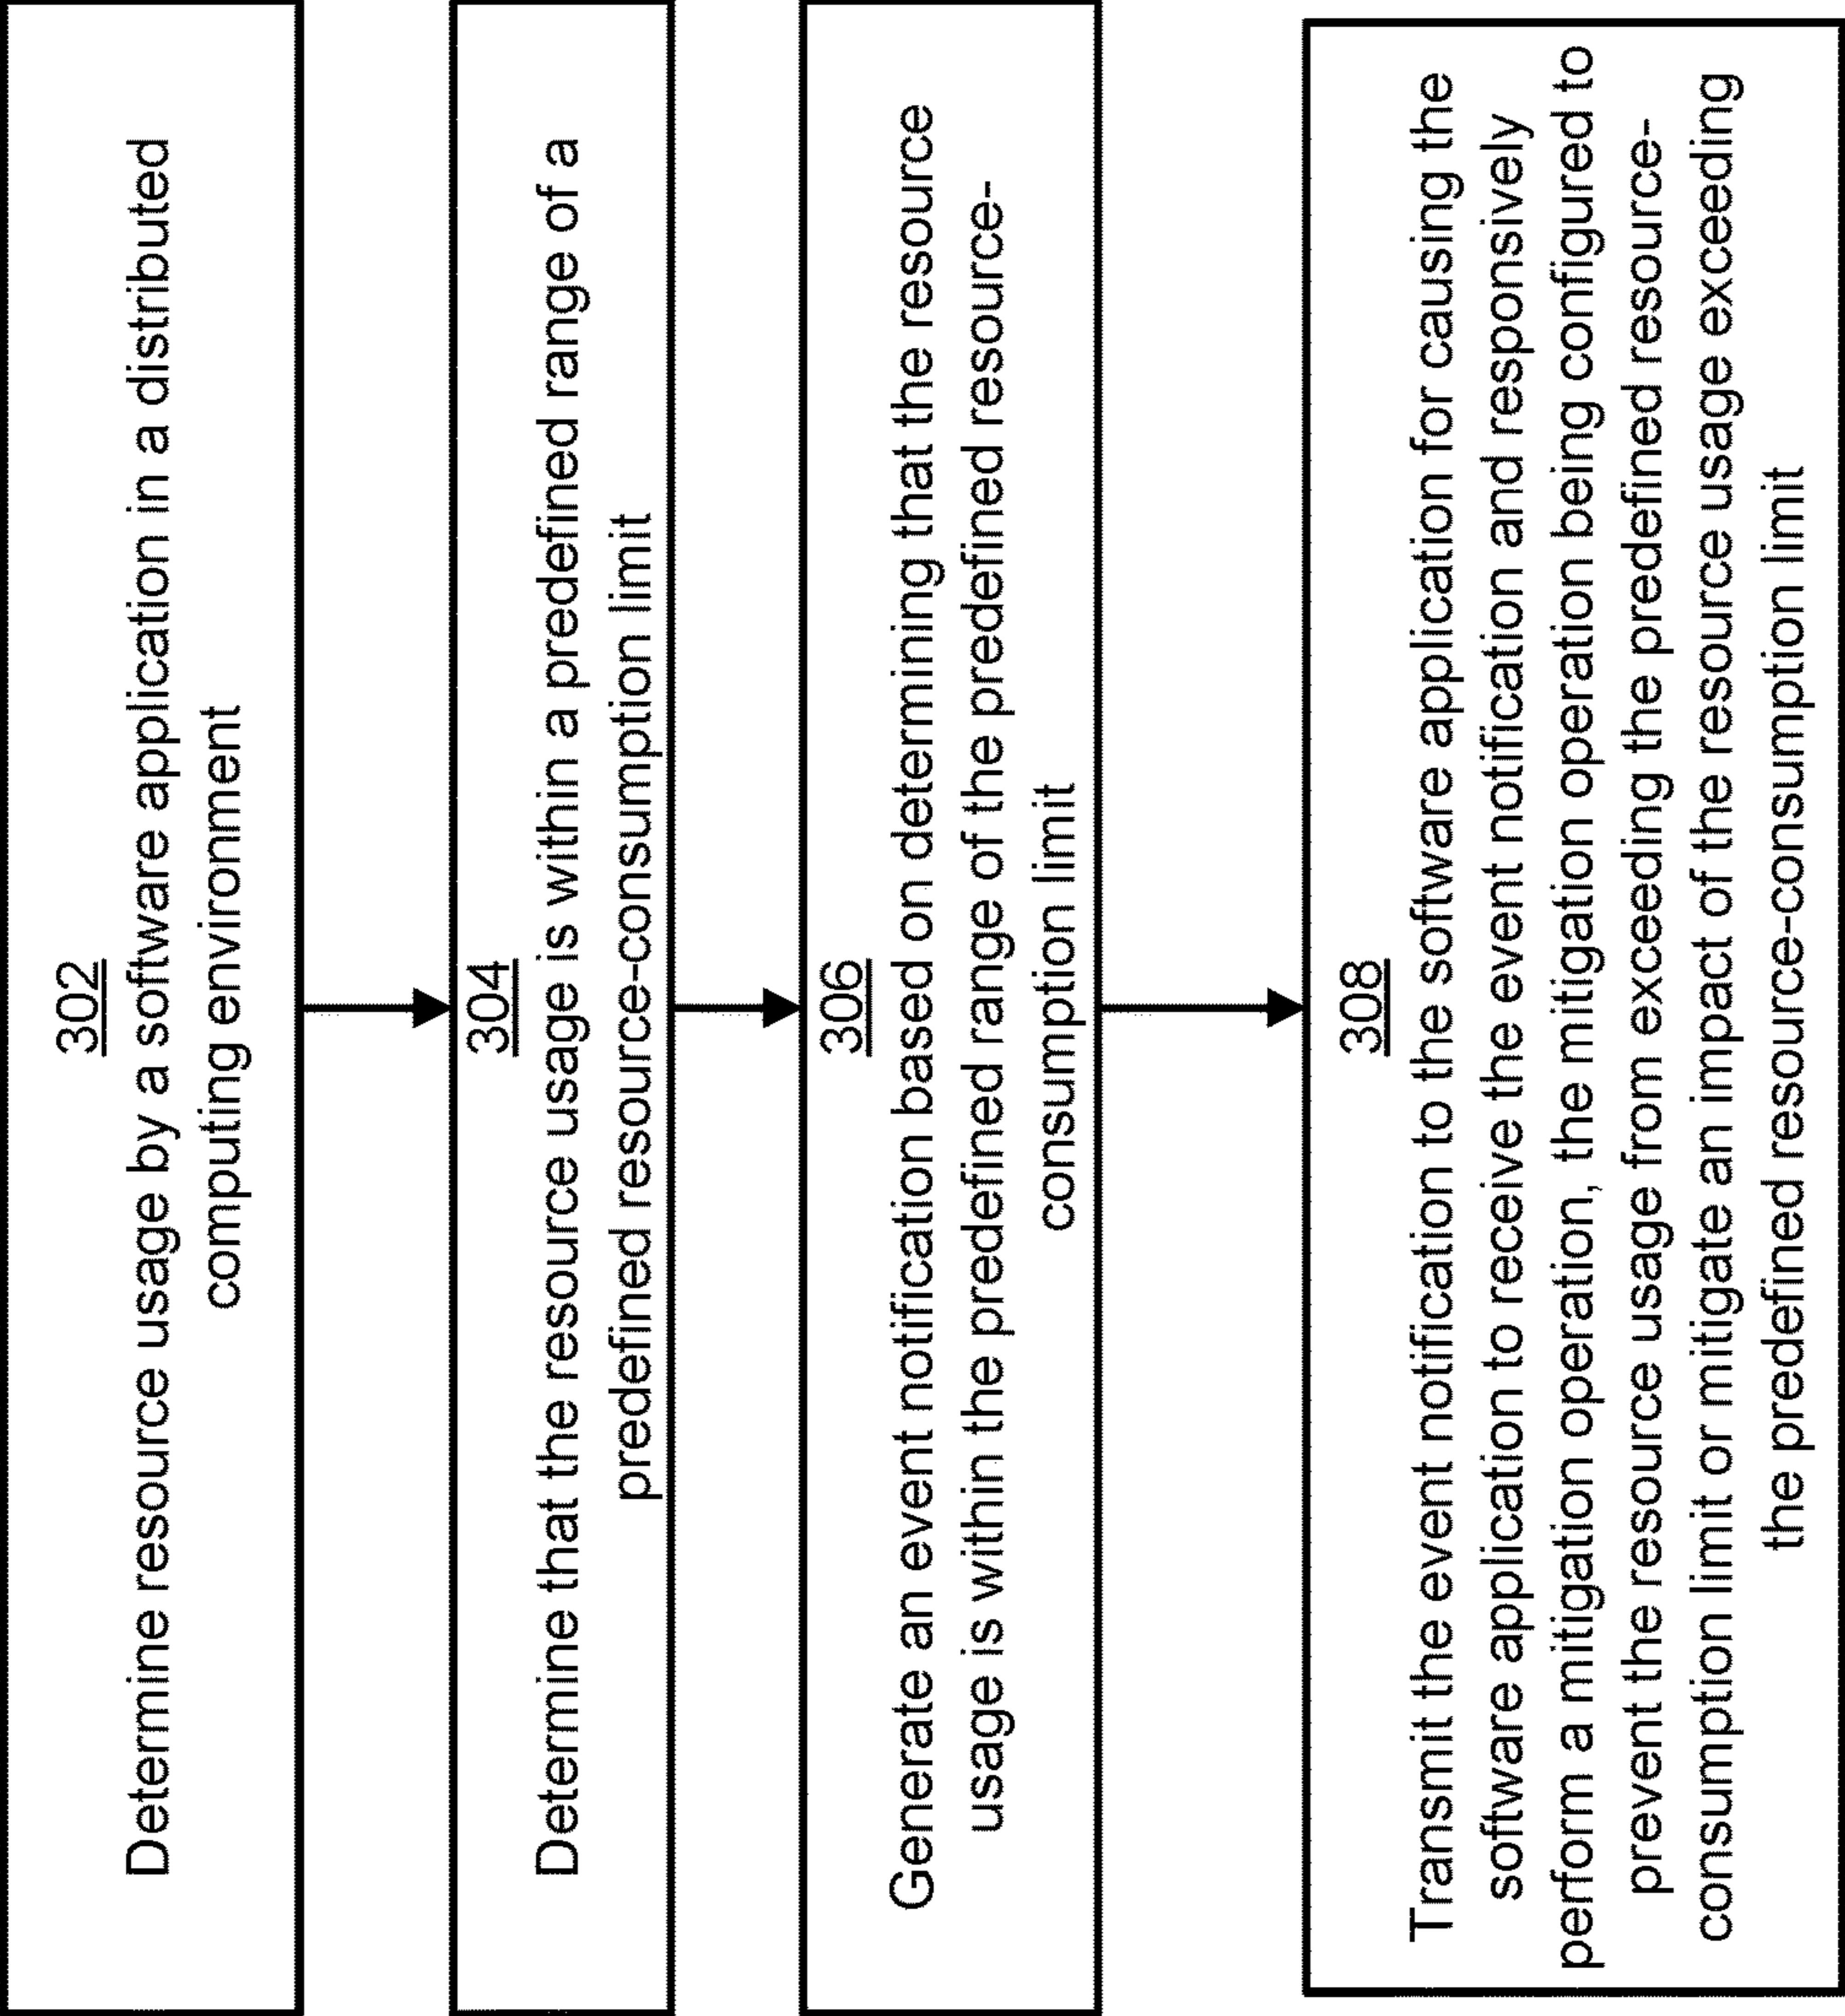 302
Determine resource usage by a software application in a distributed
computing environment
304
Determine that the resource usage is within a predefined range of a
predefined resource-consumption limit
306
Generate an event notification based on determining that the resource
usage is within the predefined range of the predefined resource-
consumption limit
308
Transmit the event notification to the software application for causing the
software application to receive the event notification and responsively
perform a mitigation operation, the mitigation operation being configured to
prevent the resource usage from exceeding the predefined resource-
consumption limit or mitigate an impact of the resource usage exceeding
the predefined resource-consumption limit